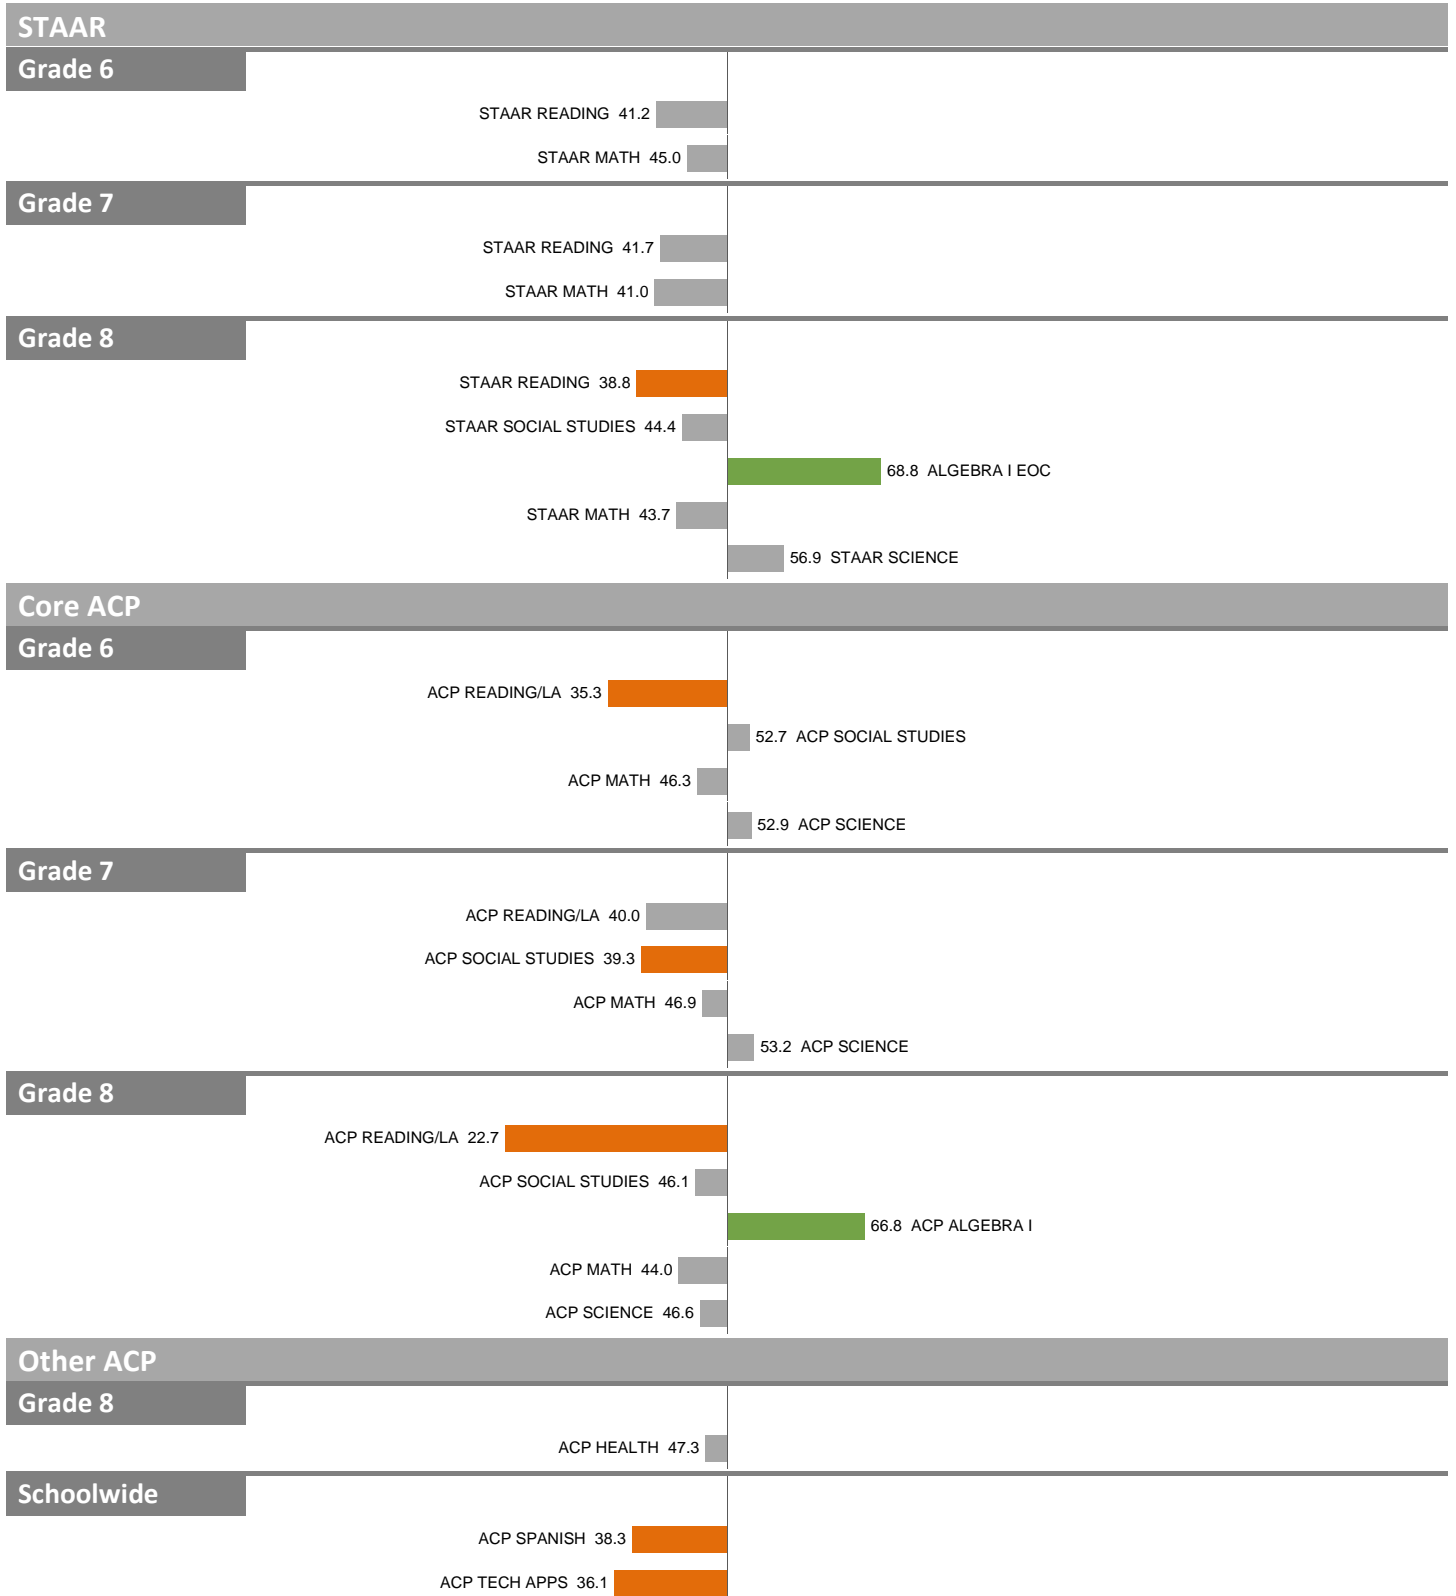 STAAR
Grade 6
STAAR READING 41.2
STAAR MATH 45.0
Grade 7
STAAR READING 41.7
STAAR MATH 41.0
Grade 8
STAAR READING 38.8
STAAR SOCIAL STUDIES 44.4
68.8 ALGEBRA I EOC
STAAR MATH 43.7
56.9 STAAR SCIENCE
Core ACP
Grade 6
ACP READING/LA 35.3
52.7 ACP SOCIAL STUDIES
ACP MATH 46.3
52.9 ACP SCIENCE
Grade 7
ACP READING/LA 40.0
ACP SOCIAL STUDIES 39.3
ACP MATH 46.9
53.2 ACP SCIENCE
Grade 8
ACP READING/LA 22.7
ACP SOCIAL STUDIES 46.1
66.8 ACP ALGEBRA I
ACP MATH 44.0
ACP SCIENCE 46.6
Other ACP
Grade 8
ACP HEALTH 47.3
Schoolwide
ACP SPANISH 38.3
ACP TECH APPS 36.1